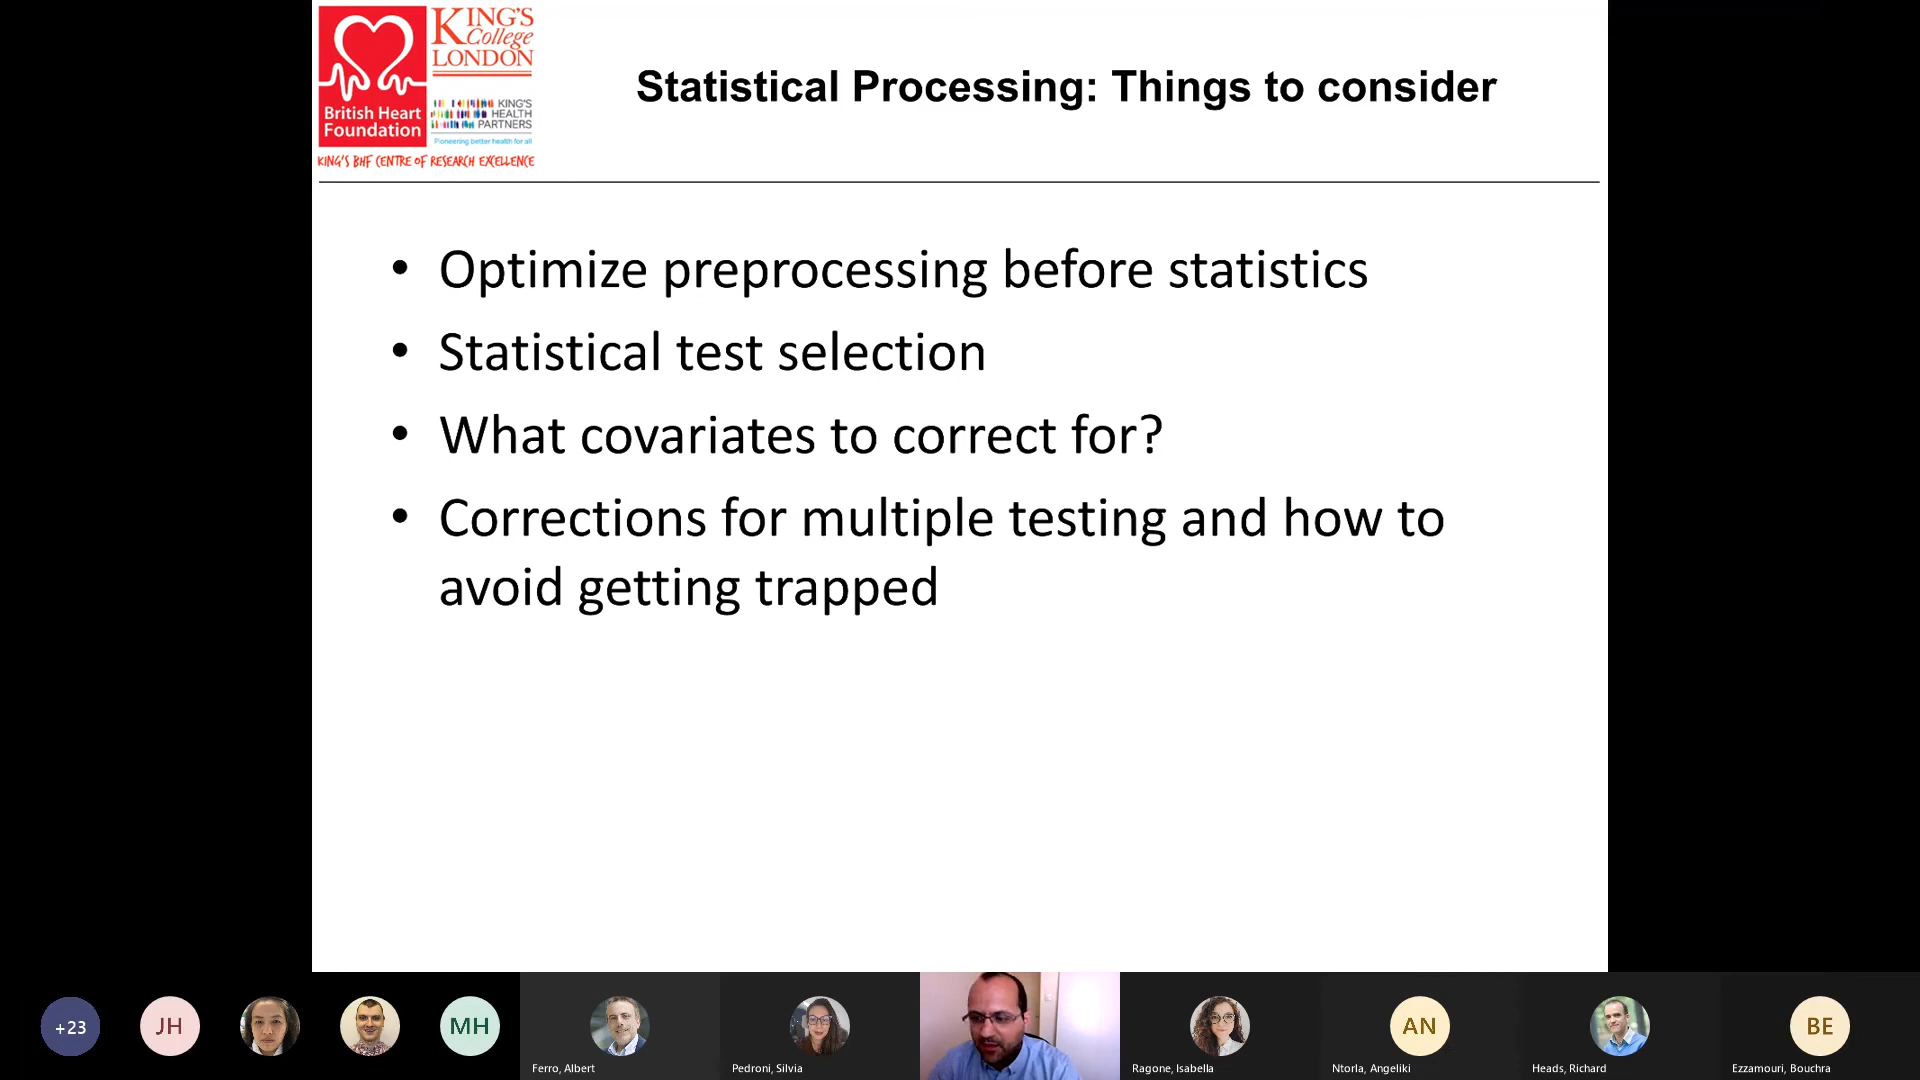 KING'S
College
LONDON
British Heart
Foundation
KING'S
HEALTH
PARTNERS
Pioneering better health for all
KING'S BHF CENTRE OF RESEARCH EXCELLENCE
Statistical Processing: Things to consider
• Optimize preprocessing before statistics
• Statistical test selection
• What covariates to correct for?
• Corrections for multiple testing and how to
avoid getting trapped
+23
JH
MH
Ferro, Albert
Pedroni, Silvia
Ragone, Isabella
AN
Ntorla, Angeliki
Heads, Richard
BE
Ezzamouri, Bouchra